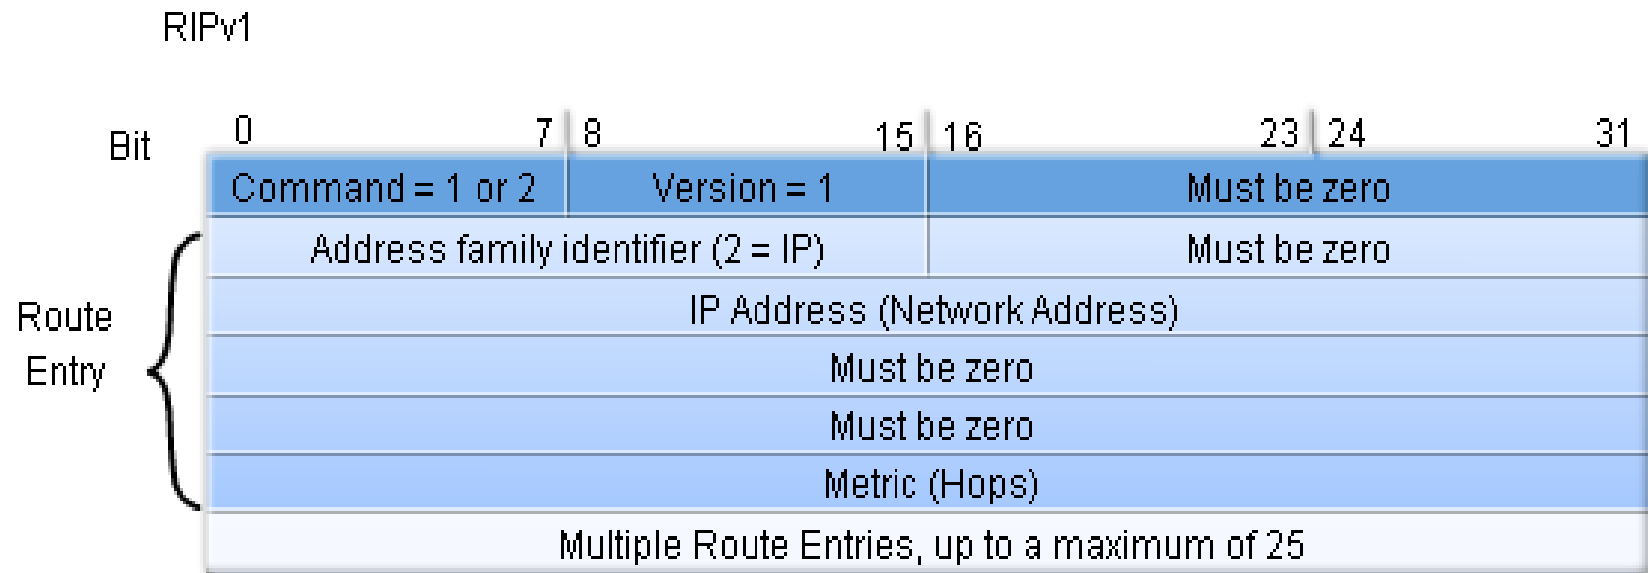 RIPv1
Bit 0 7 8 15 16 23 24 31
Command = 1 or 2 Version = 1 Must be zero
Address family identifier (2 = IP) Must be zero
Route
Entry
IP Address (Network Address)
Must be zero
Must be zero
Metric (Hops)
Multiple Route Entries, up to a maximum of 25